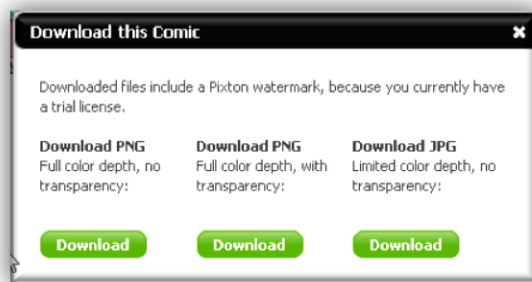 Download this Comic
Downloaded files include a Pixton watermark, because you currently have
a trial license.
Download PNG
Full color depth, no
transparency:
Download
Download PNG
Full color depth, with
transparency:
Download
Download JPG
Limited color depth, no
transparency:
Download